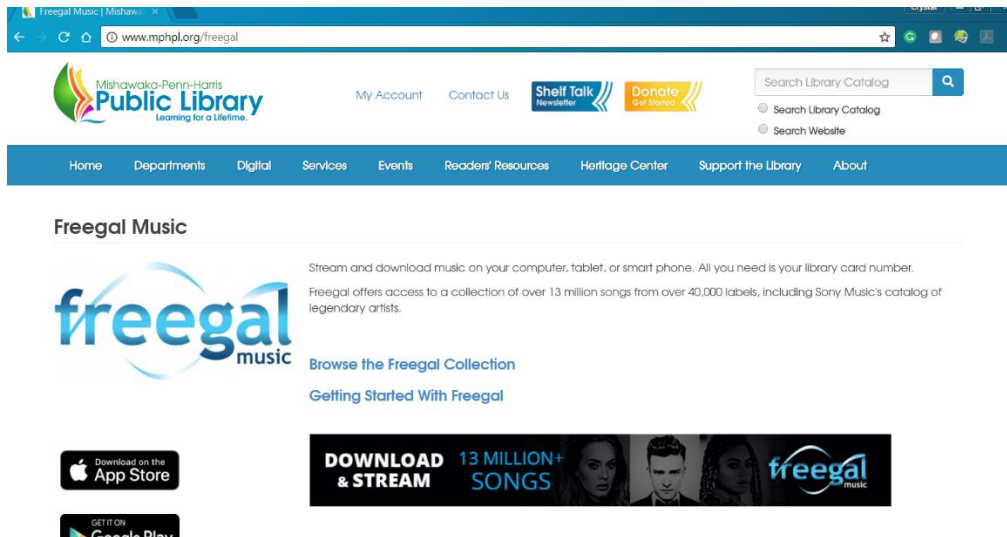 Freegal Music | Mishawa
Crystal
www.mphpl.org/freegal
Mishawaka-Penn-Harris
Public Library
Learning for a Lifetime.
My Account
Contact Us
Shelf Talk
Newsletter
Donate
Get Started
Search Library Catalog
Search Library Catalog
Search Website
Home
Departments
Digital
Services
Events
Readers' Resources
Heritage Center
Support the Library
About
Freegal Music
freegal
music
Stream and download music on your computer, tablet, or smart phone. All you need is your library card number.
Freegal offers access to a collection of over 13 million songs from over 40,000 labels, including Sony Music's catalog of
legendary artists.
Browse the Freegal Collection
Getting Started With Freegal
Download on the
App Store
GET IT ON
Google Play
DOWNLOAD
& STREAM
13 MILLION+
SONGS
freegal
music